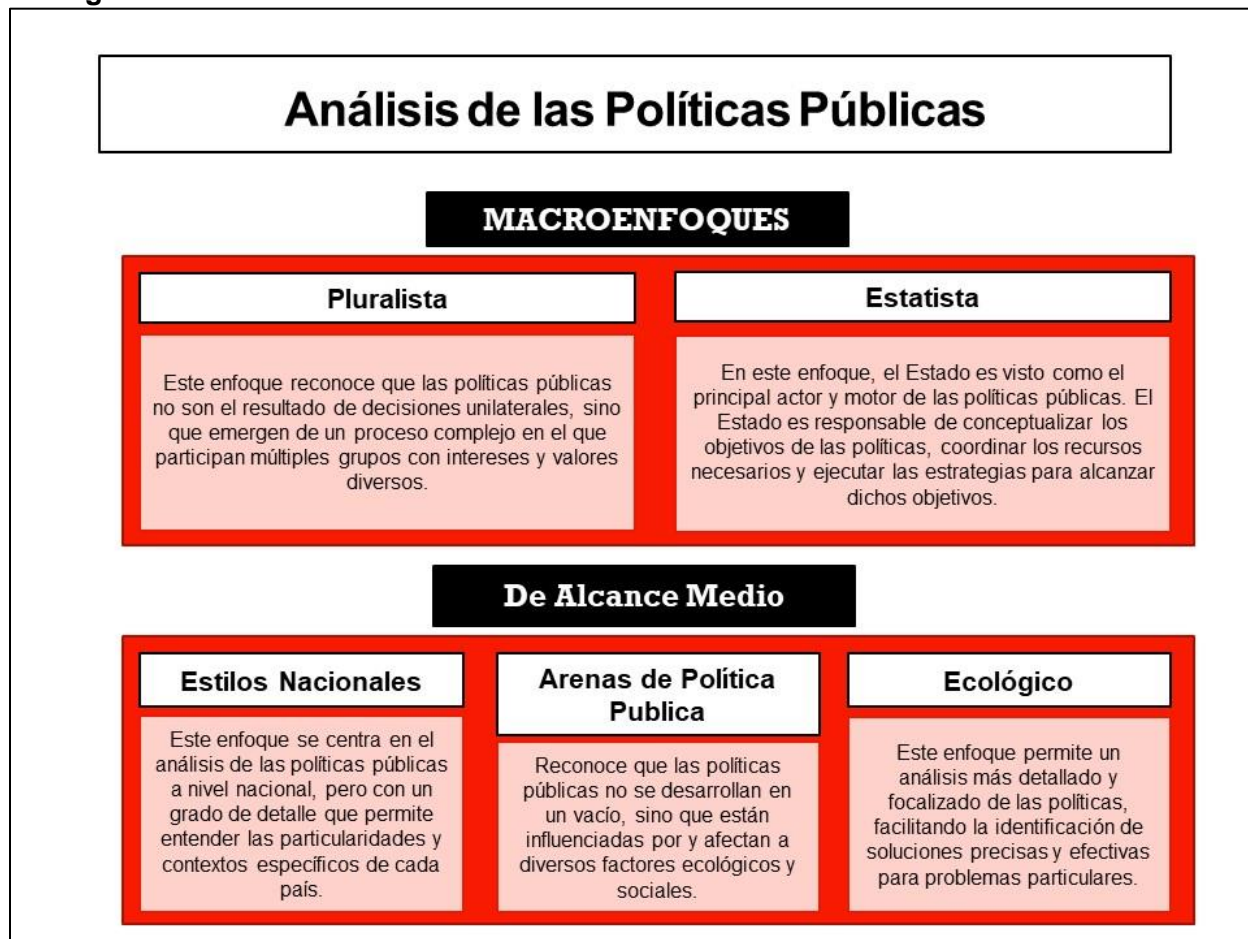 Análisis de las Políticas Públicas
MACROENFOQUES
Pluralista
Este enfoque reconoce que las políticas públicas
no son el resultado de decisiones unilaterales, sino
que emergen de un proceso complejo en el que
participan múltiples grupos con intereses y valores
diversos.
Estatista
En este enfoque, el Estado es visto como el
principal actor y motor de las políticas públicas. El
Estado es responsable de conceptualizar los
objetivos de las políticas, coordinar los recursos
necesarios y ejecutar las estrategias para alcanzar
dichos objetivos.
De Alcance Medio
Estilos Nacionales
Este enfoque se centra en el
análisis de las políticas públicas
a nivel nacional, pero con un
grado de detalle que permite
entender las particularidades y
contextos específicos de cada
país.
Arenas de Política
Publica
Reconoce que las políticas
públicas no se desarrollan en
un vacío, sino que están
influenciadas por y afectan a
diversos factores ecológicos y
sociales.
Ecológico
Este enfoque permite un
análisis más detallado y
focalizado de las políticas,
facilitando la identificación de
soluciones precisas y efectivas
para problemas particulares.